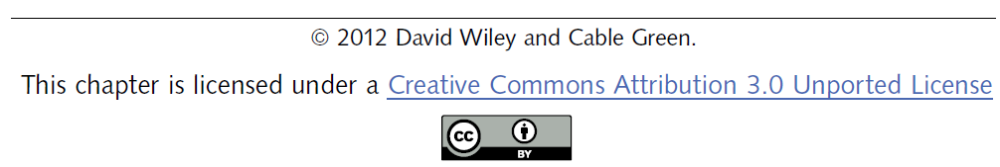 © 2012 David Wiley and Cable Green.
This chapter is licensed under a Creative Commons Attribution 3.0 Unported License
cc
BY